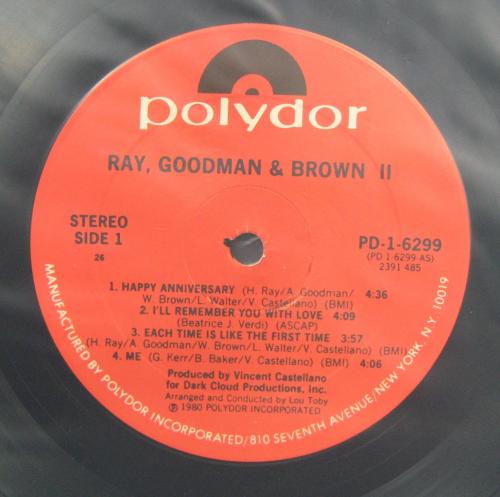 polydor
RAY, GOODMAN & BROWN II
STEREO
SIDE 1
26
PD-1-6299
(PD 1-6299 AS)
2391 485
1. HAPPY ANNIVERSARY (H. Ray/A. Goodman/
W. Brown/L. Walter/V. Castellano) (BMI) 4:36
2. I'LL REMEMBER YOU WITH LOVE 4:09
(Beatrice J. Verdi) (ASCAP)
3. EACH TIME IS LIKE THE FIRST TIME 3:57
(H. Ray/A. Goodman/W. Brown/L. Walter/V. Castellano) (BMI)
4. ME (G. Kerr/B. Baker/V. Castellano) (BMI) 4:06
Produced by Vincent Castellano
for Dark Cloud Productions, Inc.
Arranged and Conducted by Lou Toby
℗ 1980 POLYDOR INCORPORATED
MANUFACTURED BY POLYDOR INCORPORATED/810 SEVENTH AVENUE/NEW YORK, N.Y. 10019